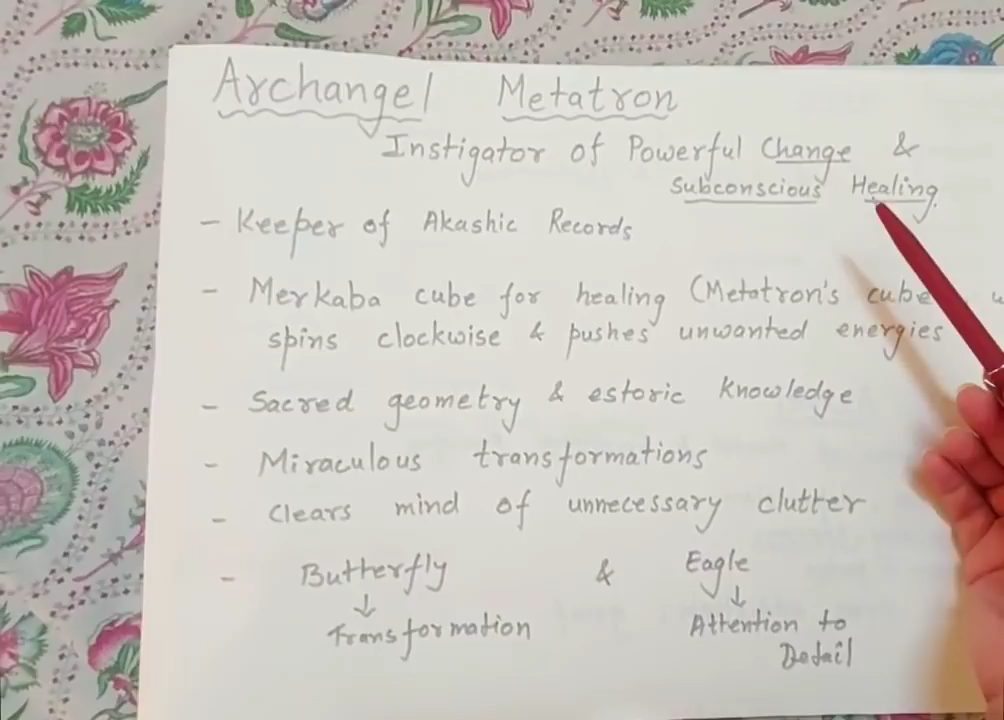 Archangel Metatron
Instigator of Powerful Change &
Subconscious Healing.
- Keeper of Akashic Records
- Merkaba cube for healing (Metatron's cube
spins clockwise & pushes unwanted energies
- Sacred geometry & estoric knowledge
- Miraculous transformations
- Clears mind of unnecessary clutter
- Butterfly & Eagle
↓ ↓
Transformation Attention to
Detail